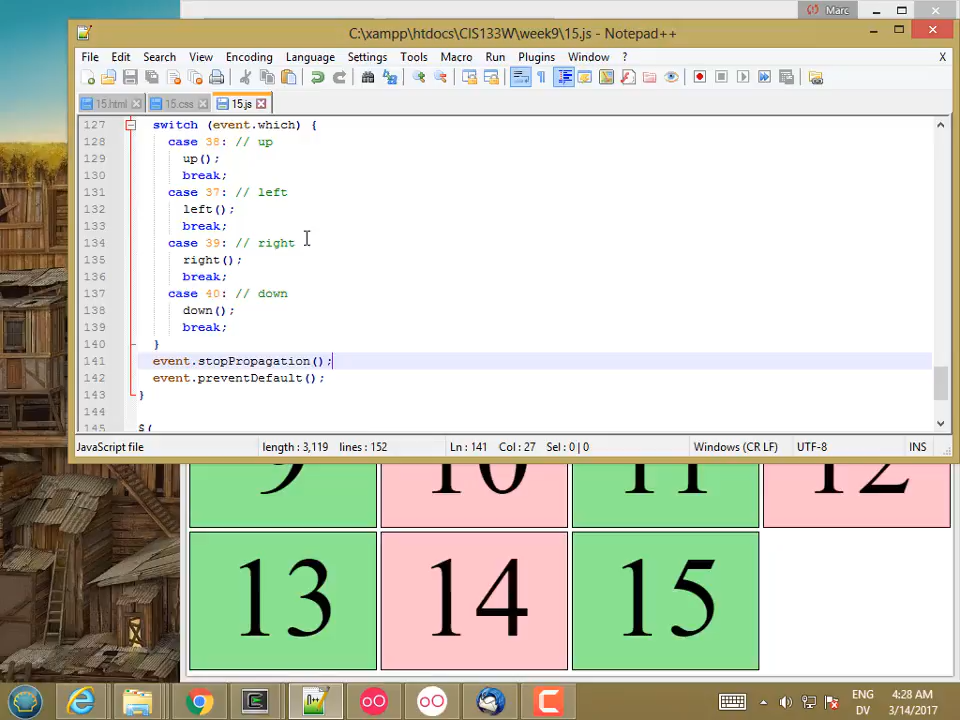 Marc
C:\xampp\htdocs\CIS133W\week9\15.js - Notepad++
File Edit Search View Encoding Language Settings Tools Macro Run Plugins Window ? X
15.html 15.css 15.js
127 switch (event.which) {
128 case 38: // up
129 up();
130 break;
131 case 37: // left
132 left();
133 break;
134 case 39: // right
135 right();
136 break;
137 case 40: // down
138 down();
139 break;
140 }
141 event.stopPropagation();
142 event.preventDefault();
143 }
144
145 $(
JavaScript file length : 3,119 lines : 152 Ln : 141 Col : 27 Sel : 0 | 0 Windows (CR LF) UTF-8 INS
9 10 11 12
13 14 15
ENG 4:28 AM
DV 3/14/2017